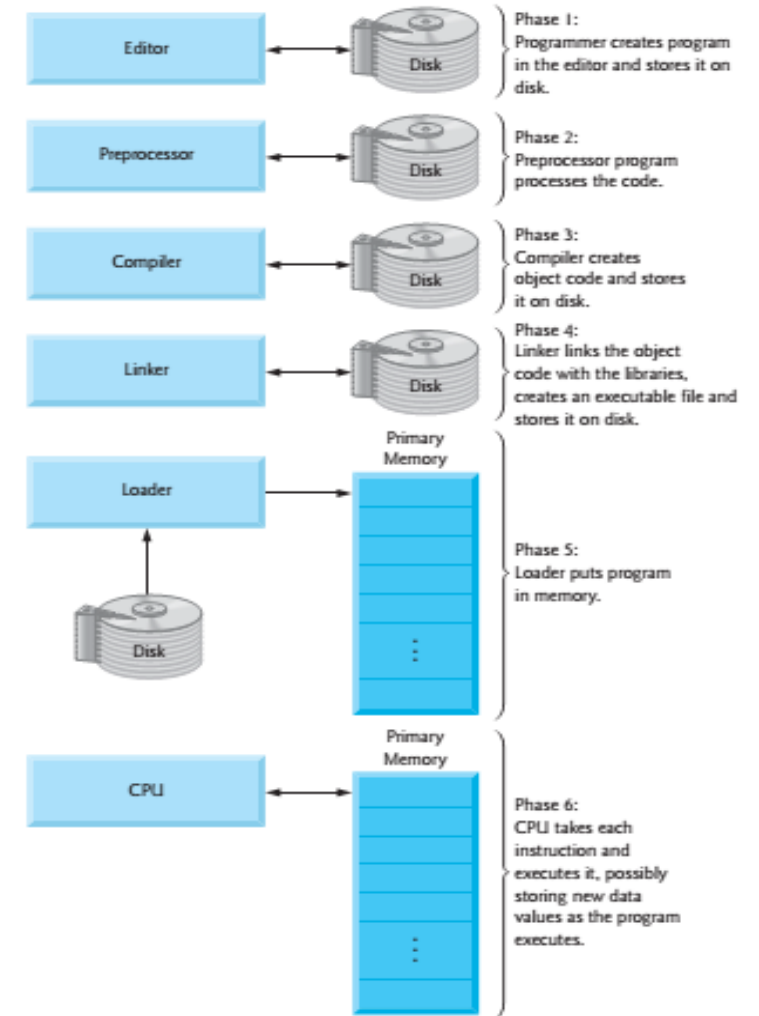 Editor
Disk
Phase 1:
Programmer creates program
in the editor and stores it on
disk.
Preprocessor
Disk
Phase 2:
Preprocessor program
processes the code.
Compiler
Disk
Phase 3:
Compiler creates
object code and stores
it on disk.
Linker
Disk
Phase 4:
Linker links the object
code with the libraries,
creates an executable file and
stores it on disk.
Loader
Disk
Primary
Memory
Phase 5:
Loader puts program
in memory.
CPU
Primary
Memory
Phase 6:
CPU takes each
instruction and
executes it, possibly
storing new data
values as the program
executes.